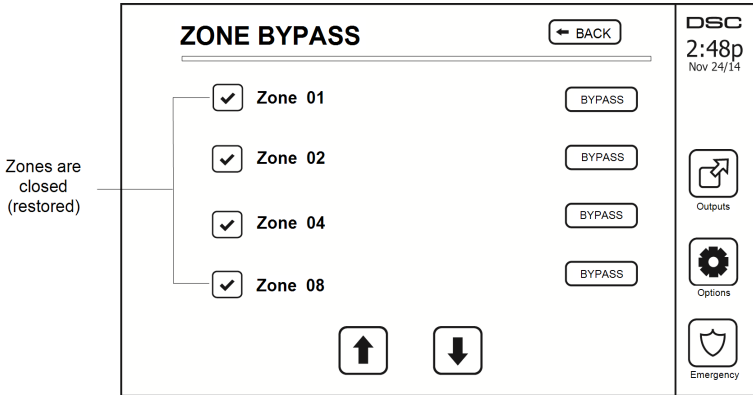 ZONE BYPASS
BACK
DSC
2:48p
Nov 24/14
Zone 01
BYPASS
Zone 02
BYPASS
Zones are
closed
(restored)
Zone 04
BYPASS
Zone 08
BYPASS
Outputs
Options
Emergency